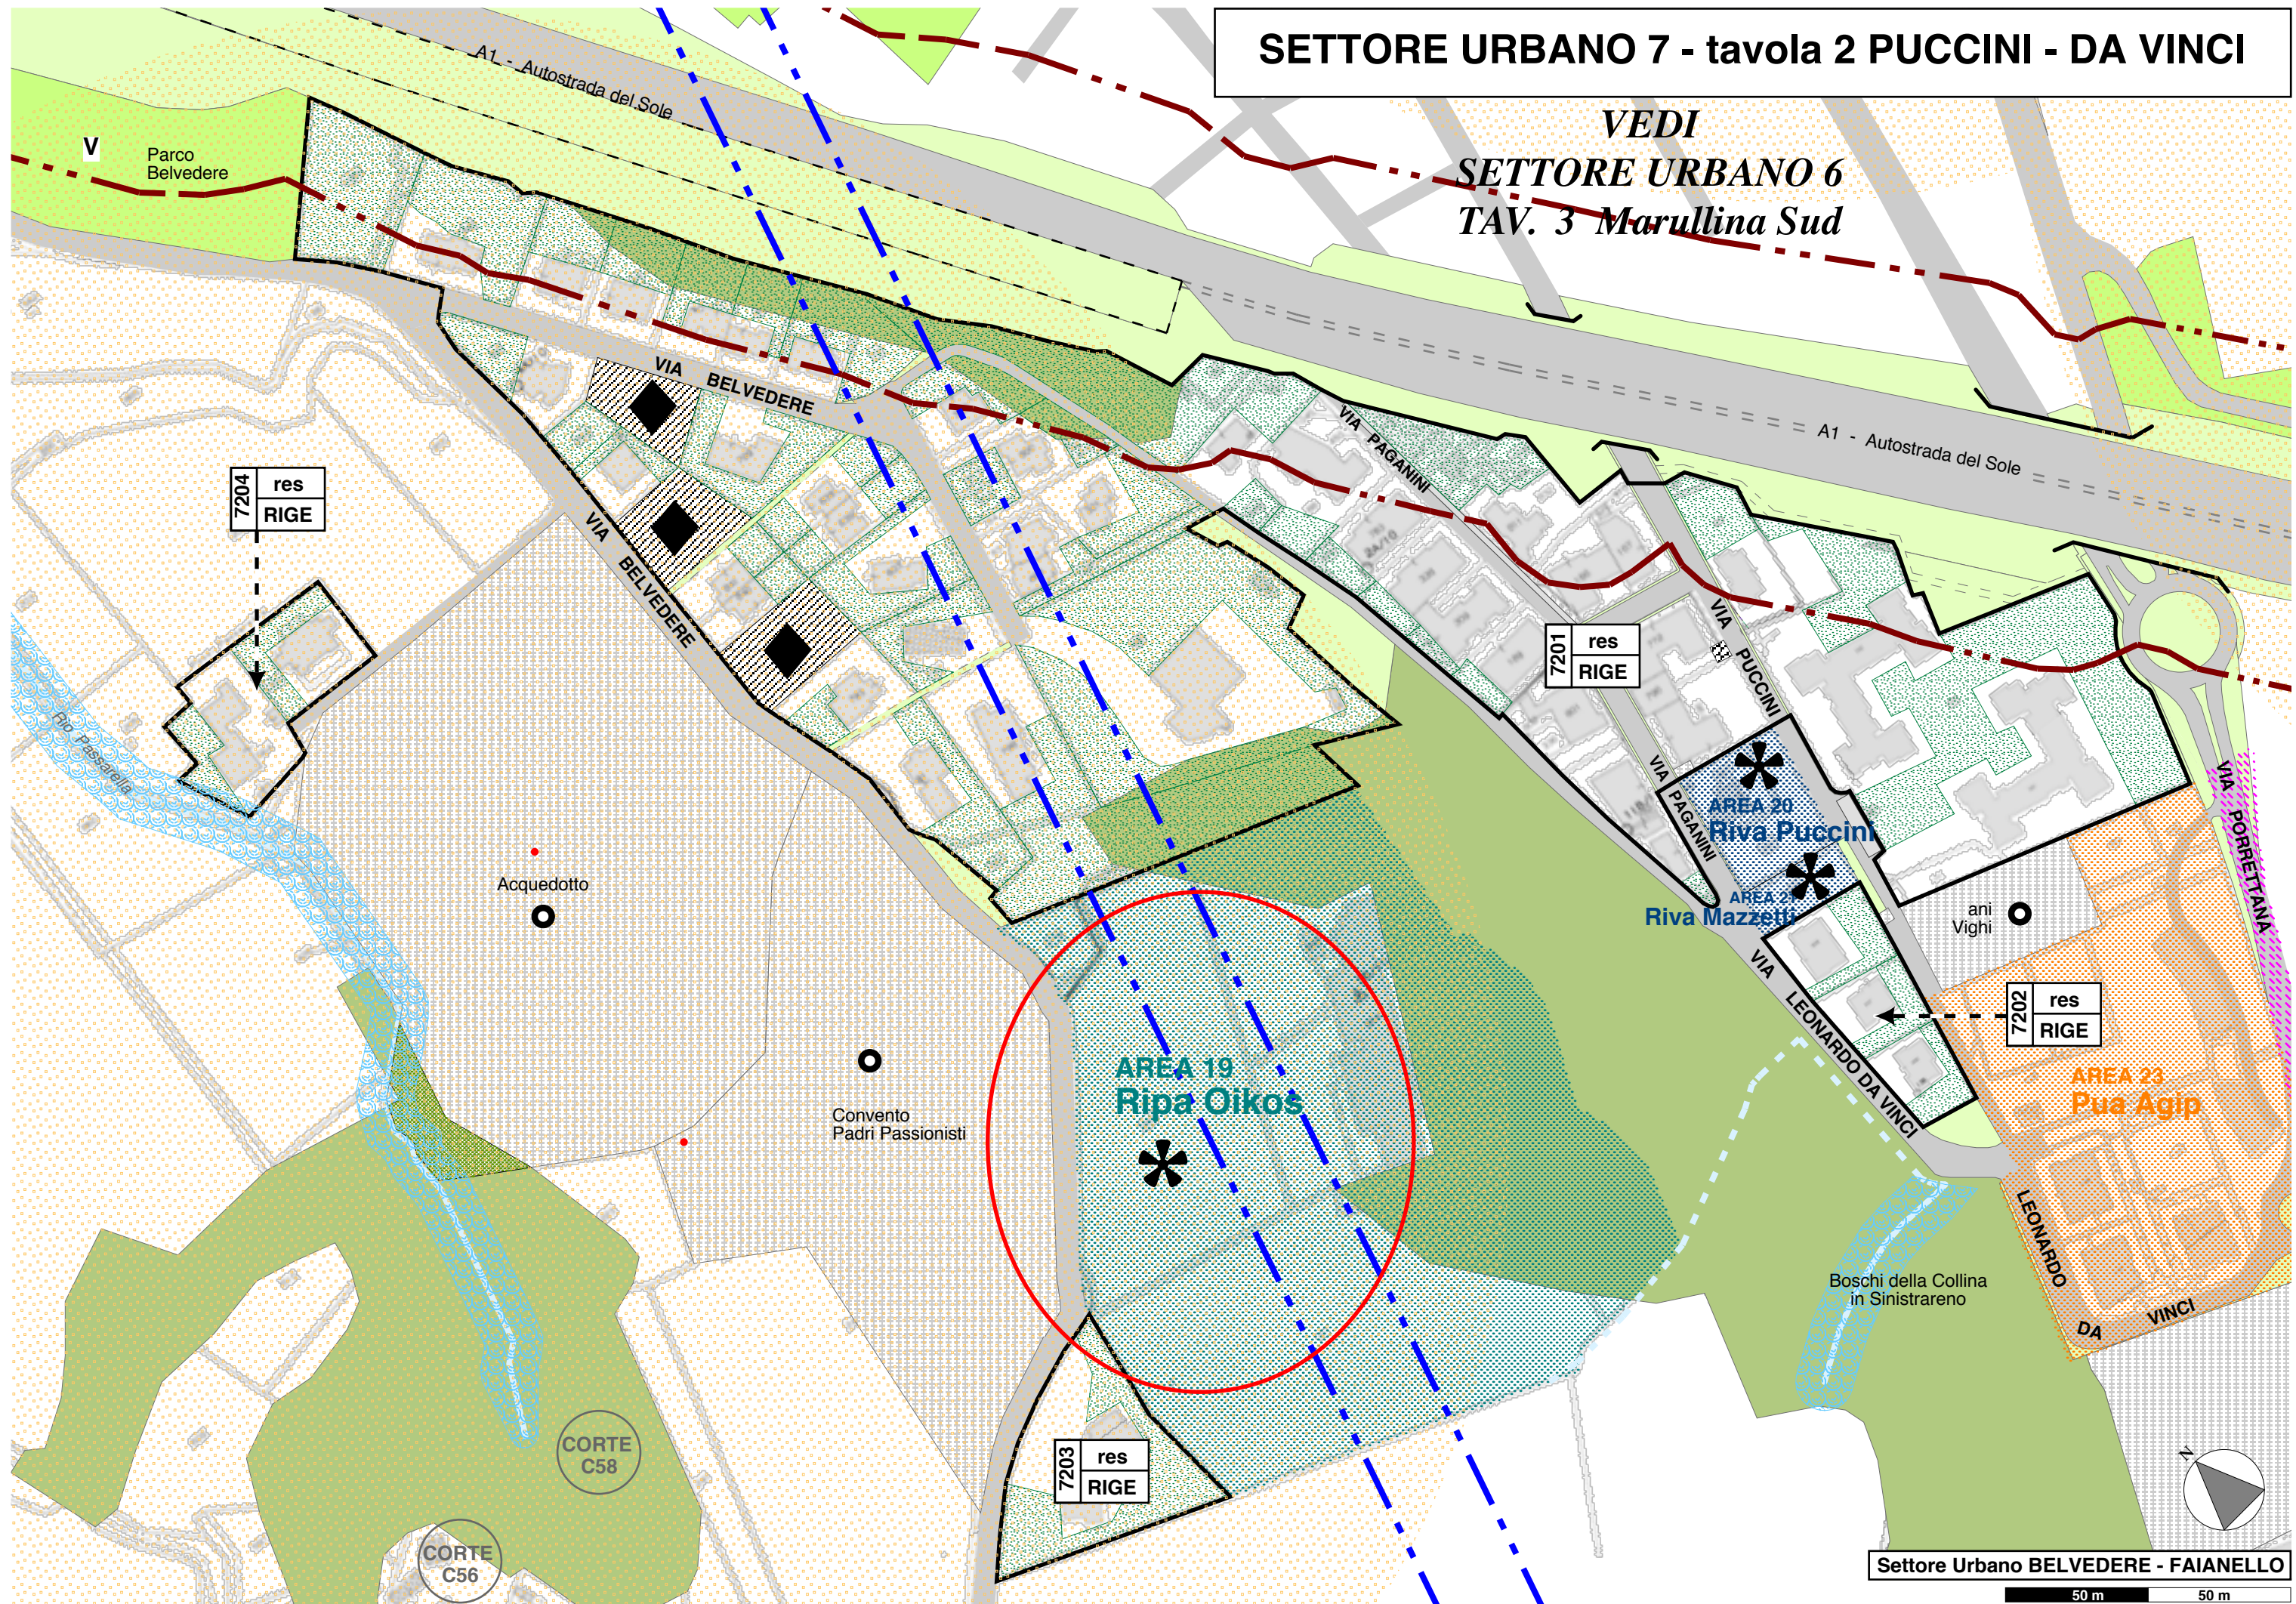 SETTORE URBANO 7 - tavola 2 PUCCINI - DA VINCI
VEDI
SETTORE URBANO 6
TAV. 3 Marullina Sud
A1 - Autostrada del Sole
V
Parco
Belvedere
VIA BELVEDERE
VIA PAGANINI
A1 - Autostrada del Sole
7204
res
RIGE
VIA BELVEDERE
7201
res
RIGE
VIA PUCCINI
Rio Passarella
VIA PAGANINI
AREA 20
Riva Puccini
VIA PORRETTANA
Acquedotto
AREA 21
Riva Mazzetti
ani
Vighi
VIA LEONARDO DA VINCI
7202
res
RIGE
AREA 19
Ripa Oikos
AREA 23
Pua Agip
Convento
Padri Passionisti
LEONARDO DA VINCI
Boschi della Collina
in Sinistrareno
CORTE
C58
7203
res
RIGE
N
CORTE
C56
Settore Urbano BELVEDERE - FAIANELLO
50 m 50 m